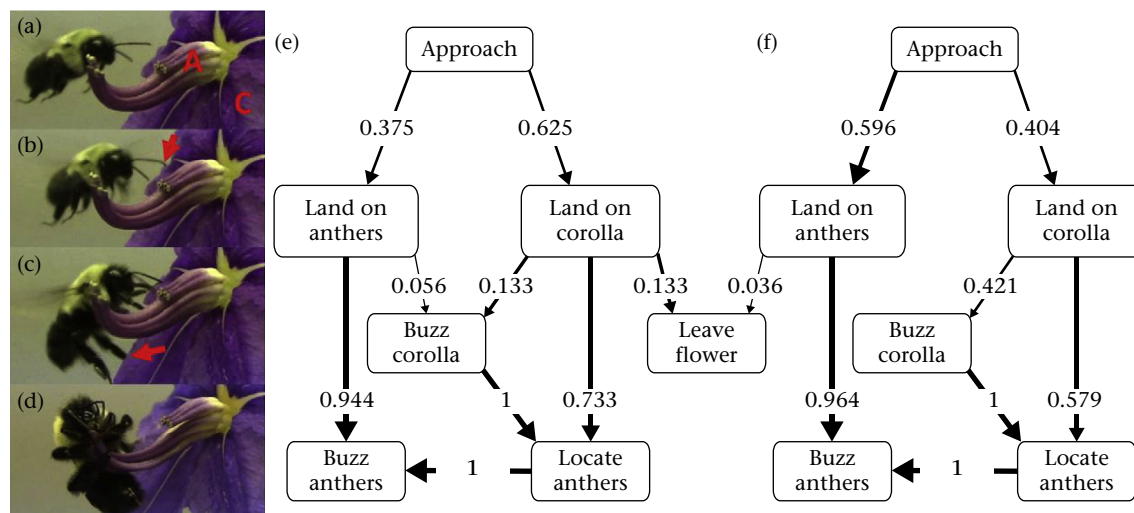 (a)
A
C
(b)
(c)
(d)
(e)
Approach
0.375
0.625
Land on
anthers
Land on
corolla
0.056
0.133
0.133
Buzz
corolla
Leave
flower
0.944
1
0.733
Buzz
anthers
1
Locate
anthers
(f)
Approach
0.596
0.404
Land on
anthers
Land on
corolla
0.036
0.421
Buzz
corolla
0.964
1
0.579
Buzz
anthers
1
Locate
anthers